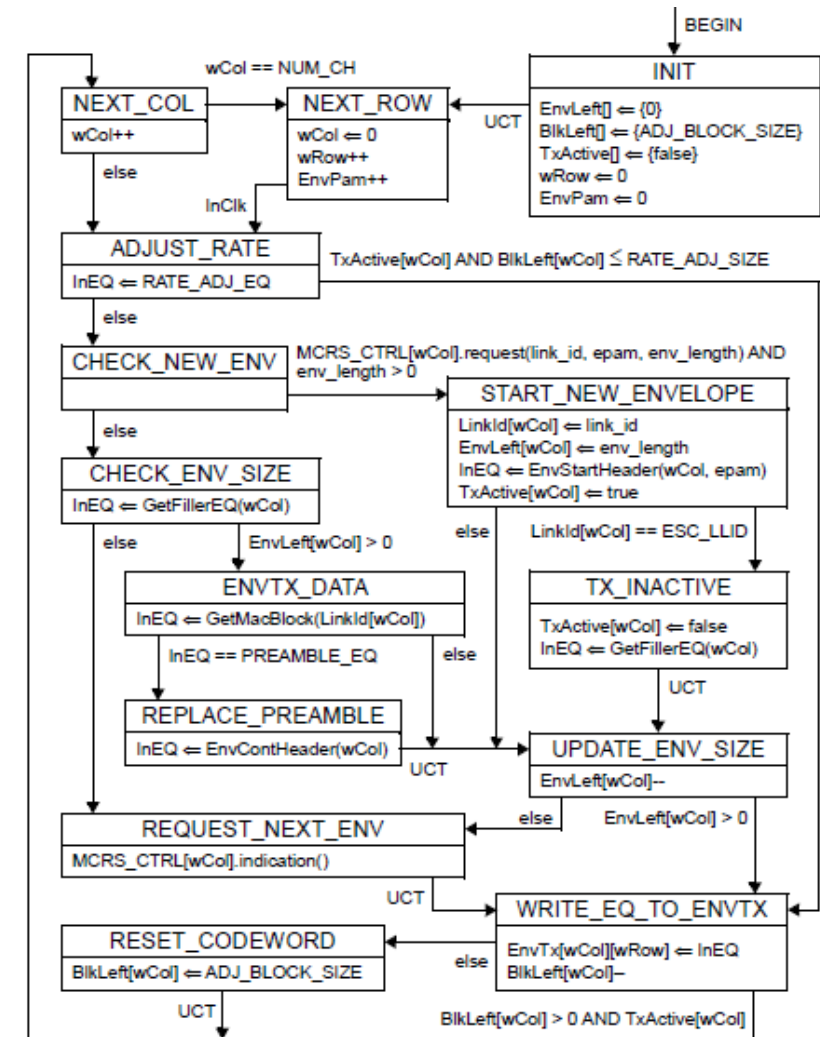 BEGIN
INIT
EnvLeft[] ⇐ {0}
BlkLeft[] ⇐ {ADJ_BLOCK_SIZE}
TxActive[] ⇐ {false}
wRow ⇐ 0
EnvPam ⇐ 0
UCT
wCol == NUM_CH
NEXT_COL
wCol++
else
NEXT_ROW
wCol ⇐ 0
wRow++
EnvPam++
InClk
ADJUST_RATE
InEQ ⇐ RATE_ADJ_EQ
TxActive[wCol] AND BlkLeft[wCol] ≤ RATE_ADJ_SIZE
else
CHECK_NEW_ENV
MCRS_CTRL[wCol].request(link_id, epam, env_length) AND
env_length > 0
else
START_NEW_ENVELOPE
LinkId[wCol] ⇐ link_id
EnvLeft[wCol] ⇐ env_length
InEQ ⇐ EnvStartHeader(wCol, epam)
TxActive[wCol] ⇐ true
else
LinkId[wCol] == ESC_LLID
CHECK_ENV_SIZE
InEQ ⇐ GetFillerEQ(wCol)
else
EnvLeft[wCol] > 0
ENVTX_DATA
InEQ ⇐ GetMacBlock(LinkId[wCol])
InEQ == PREAMBLE_EQ
else
TX_INACTIVE
TxActive[wCol] ⇐ false
InEQ ⇐ GetFillerEQ(wCol)
UCT
REPLACE_PREAMBLE
InEQ ⇐ EnvContHeader(wCol)
UCT
UPDATE_ENV_SIZE
EnvLeft[wCol]--
else
EnvLeft[wCol] > 0
REQUEST_NEXT_ENV
MCRS_CTRL[wCol].indication()
UCT
WRITE_EQ_TO_ENVTX
EnvTx[wCol][wRow] ⇐ InEQ
BlkLeft[wCol]--
else
RESET_CODEWORD
BlkLeft[wCol] ⇐ ADJ_BLOCK_SIZE
UCT
BlkLeft[wCol] > 0 AND TxActive[wCol]